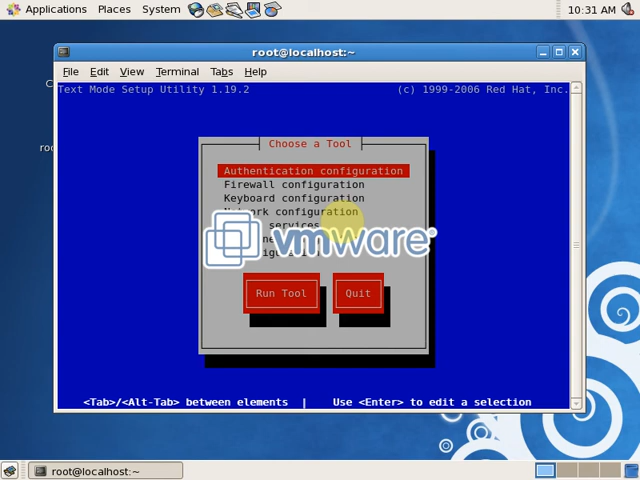 Applications Places System
10:31 AM
root@localhost:~
File Edit View Terminal Tabs Help
Text Mode Setup Utility 1.19.2 (c) 1999-2006 Red Hat, Inc.
Choose a Tool
Authentication configuration
Firewall configuration
Keyboard configuration
Network configuration
services
vmware
Run Tool Quit
<Tab>/<Alt-Tab> between elements | Use <Enter> to edit a selection
root@localhost:~